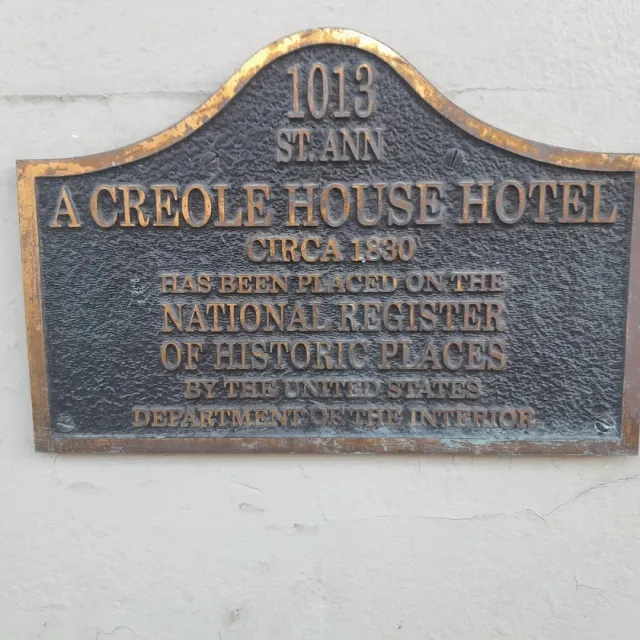 1013
ST. ANN
A CREOLE HOUSE HOTEL
CIRCA 1830
HAS BEEN PLACED ON THE
NATIONAL REGISTER
OF HISTORIC PLACES
BY THE UNITED STATES
DEPARTMENT OF THE INTERIOR